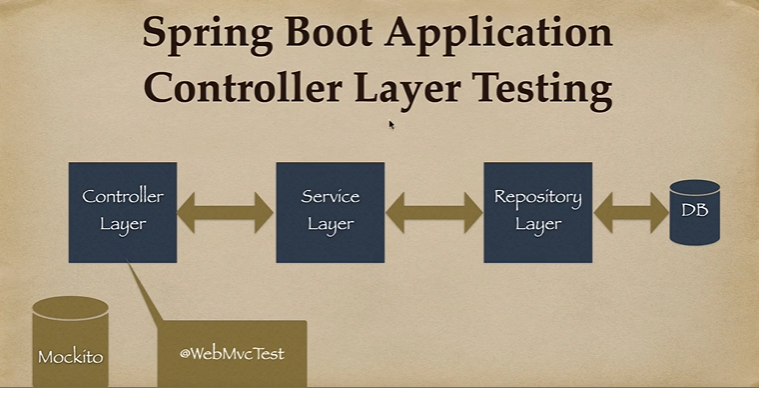 Spring Boot Application
Controller Layer Testing
Controller
Layer
Service
Layer
Repository
Layer
DB
Mockito
@WebMvcTest